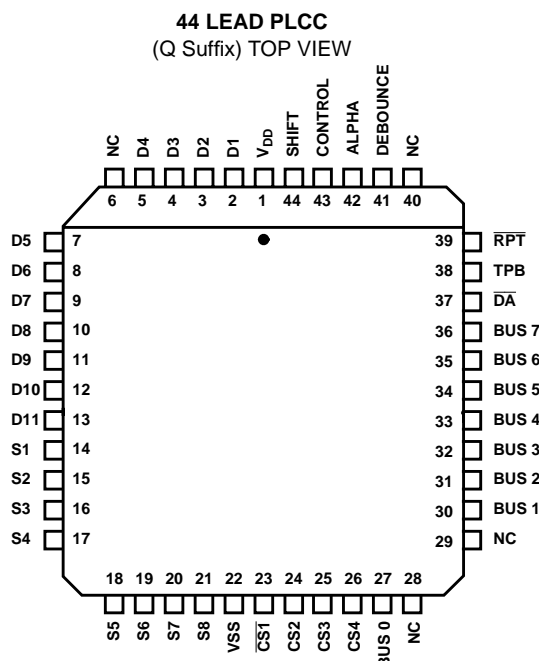 44 LEAD PLCC
(Q Suffix) TOP VIEW
NC D4 D3 D2 D1 VDD SHIFT CONTROL ALPHA DEBOUNCE NC
6 5 4 3 2 1 44 43 42 41 40
D5 7 39 R̅P̅T̅
D6 8 38 TPB
D7 9 37 D̅A̅
D8 10 36 BUS 7
D9 11 35 BUS 6
D10 12 34 BUS 5
D11 13 33 BUS 4
S1 14 32 BUS 3
S2 15 31 BUS 2
S3 16 30 BUS 1
S4 17 29 NC
18 19 20 21 22 23 24 25 26 27 28
S5 S6 S7 S8 VSS C̅S̅1̅ CS2 CS3 CS4 BUS 0 NC